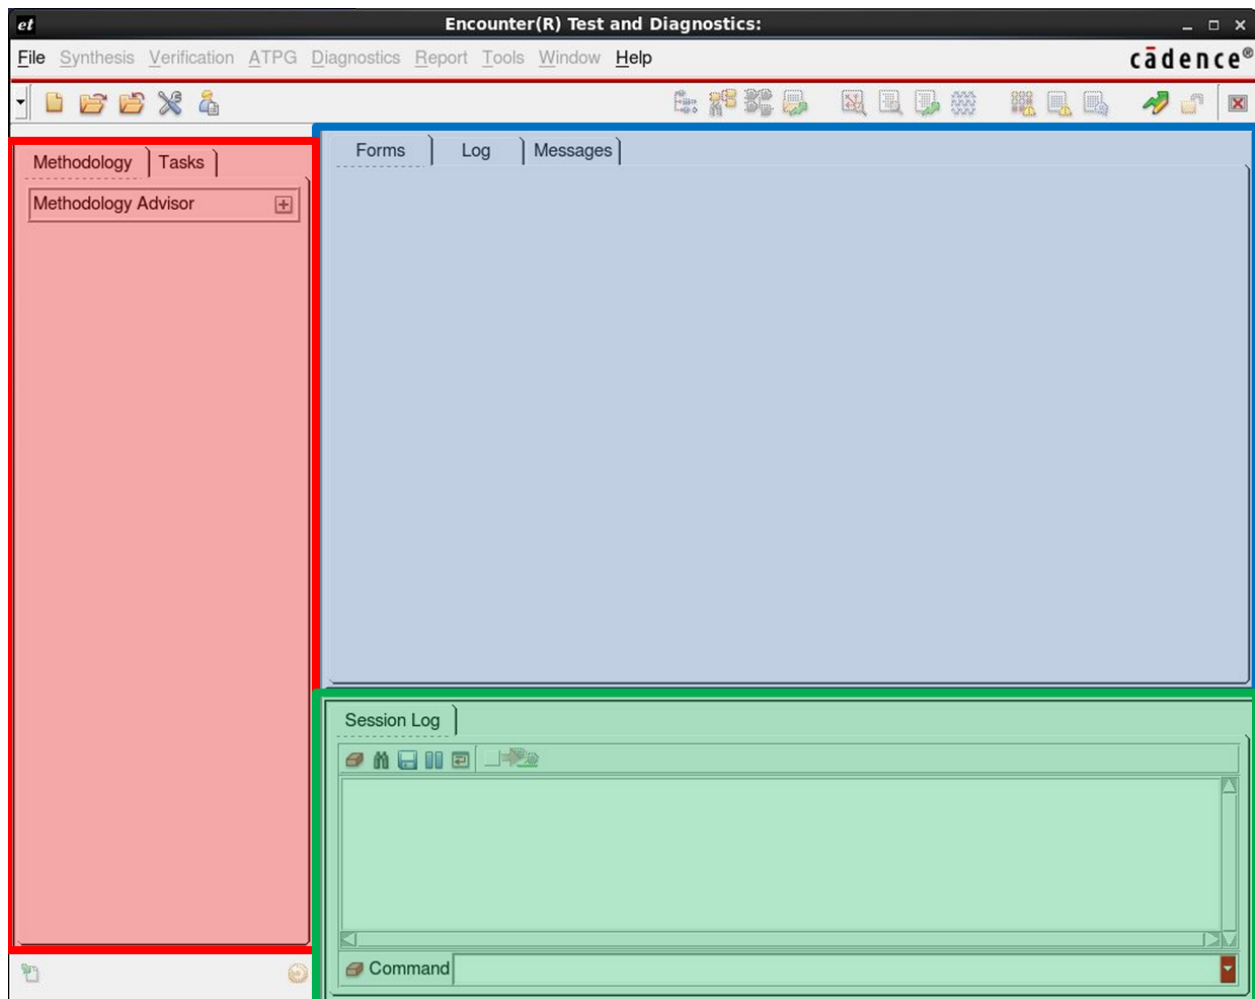 et Encounter(R) Test and Diagnostics:
File Synthesis Verification ATPG Diagnostics Report Tools Window Help cādence®
Methodology Tasks
Methodology Advisor
Forms Log Messages
Session Log
Command